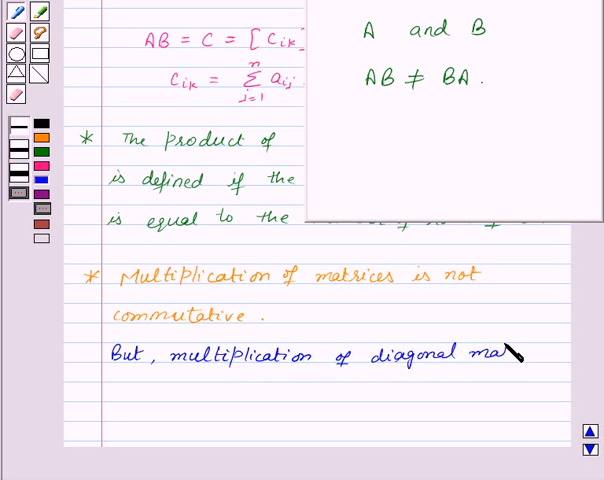 A and B
AB ≠ BA .
AB = C = [ Cik ]
Cik = n Σ j=1 aij
* The product of
is defined if the
is equal to the
* Multiplication of matrices is not
commutative .
But , multiplication of diagonal ma